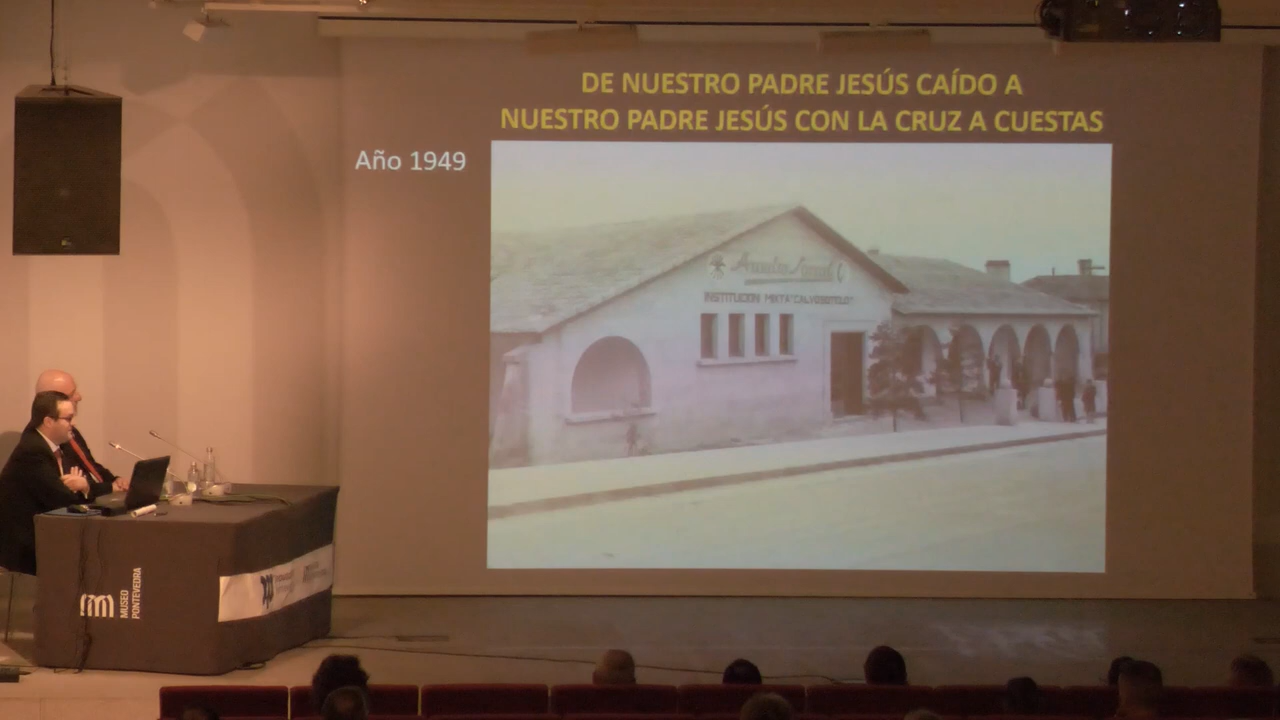 DE NUESTRO PADRE JESÚS CAÍDO A
NUESTRO PADRE JESÚS CON LA CRUZ A CUESTAS
Año 1949
INSTITUCION
MUSEO
PONTEVEDRA